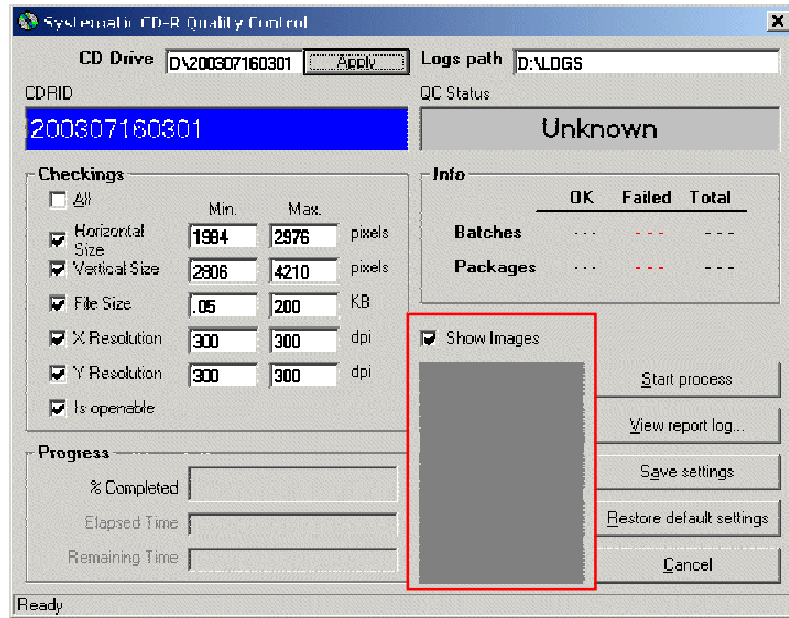 Systematic CD-R Quality Control
CD Drive D\200307160301 Apply Logs path D:\LOGS
CDRID QC Status
200307160301 Unknown
Checkings Info
All Min. Max. OK Failed Total
Horizontal Size 1984 2976 pixels Batches --- --- ---
Vertical Size 2806 4210 pixels Packages --- --- ---
File Size .05 200 KB
X Resolution 300 300 dpi Show Images
Y Resolution 300 300 dpi Start process
Is openable View report log...
Progress
% Completed Save settings
Elapsed Time Restore default settings
Remaining Time Cancel
Ready